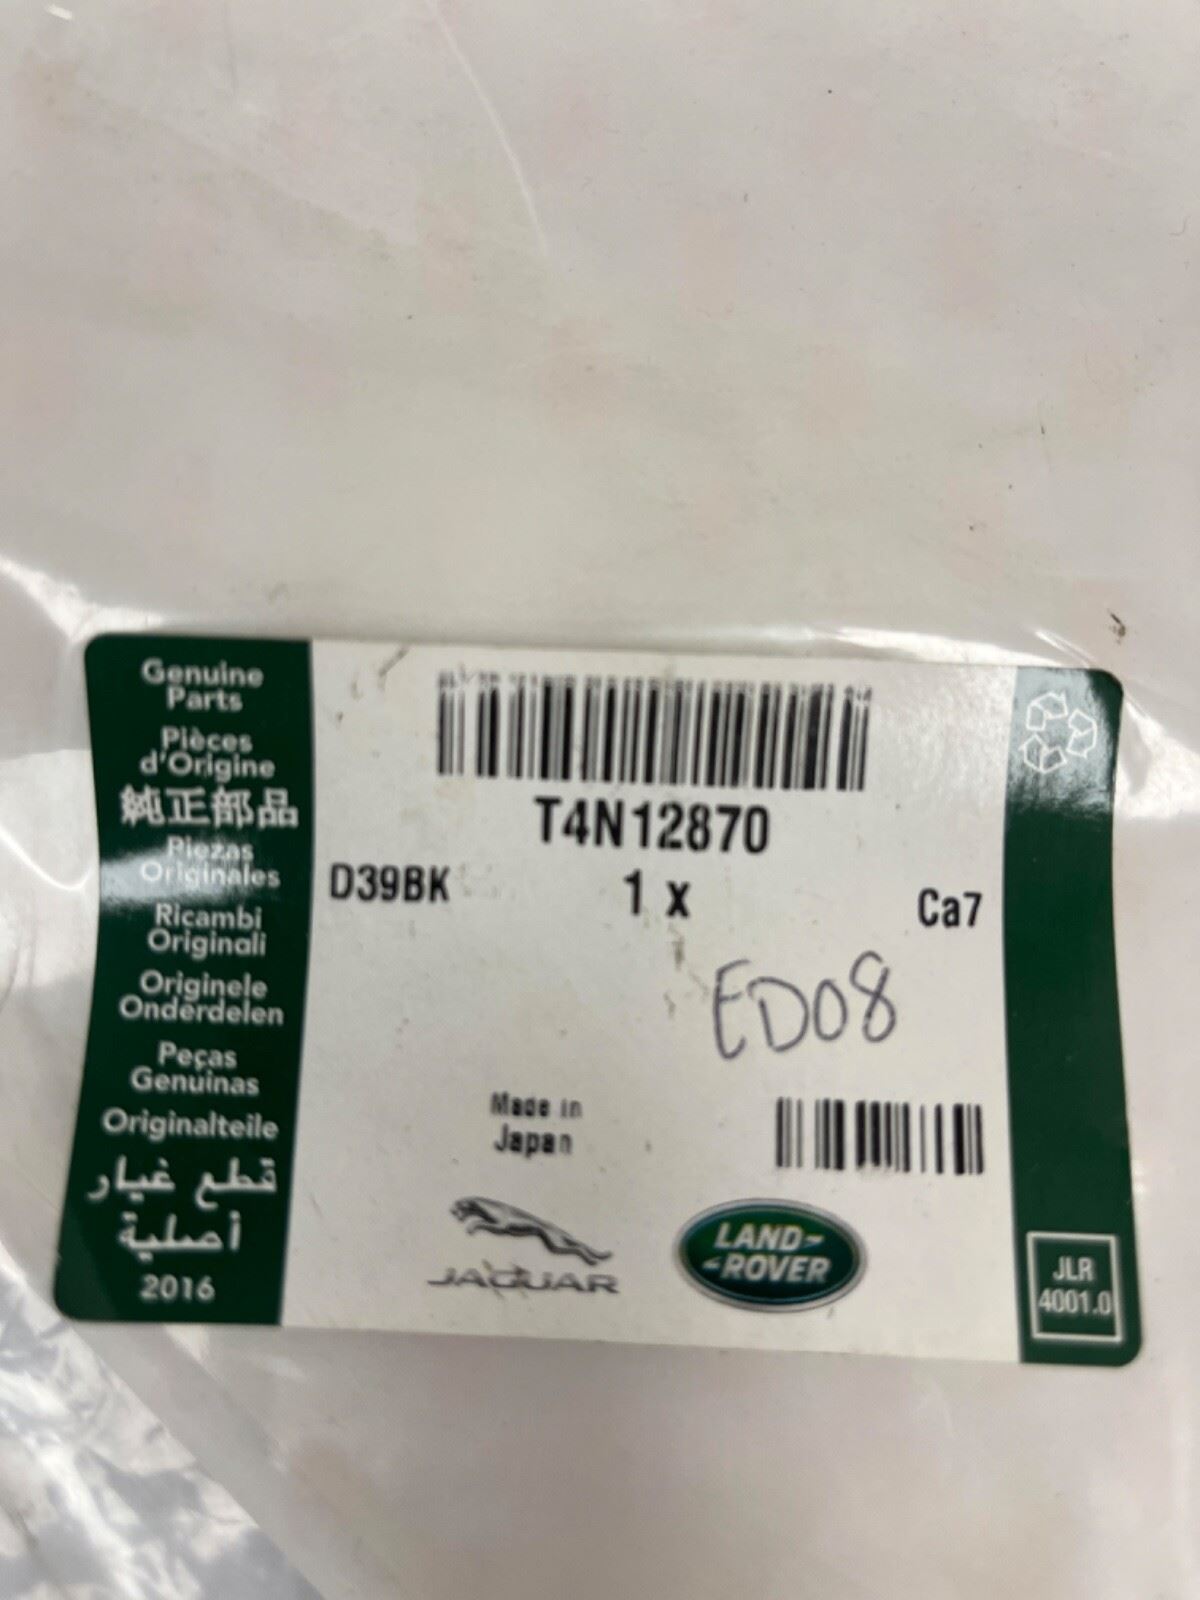 Genuine
Parts
Pièces
d'Origine
純正部品
Piezas
Originales
Ricambi
Originali
Originele
Onderdelen
Peças
Genuinas
Originalteile
قطع غيار
أصلية
2016
T4N12870
D39BK 1 x Ca7
ED08
Made in
Japan
JAGUAR
LAND-
-ROVER
JLR
4001.0